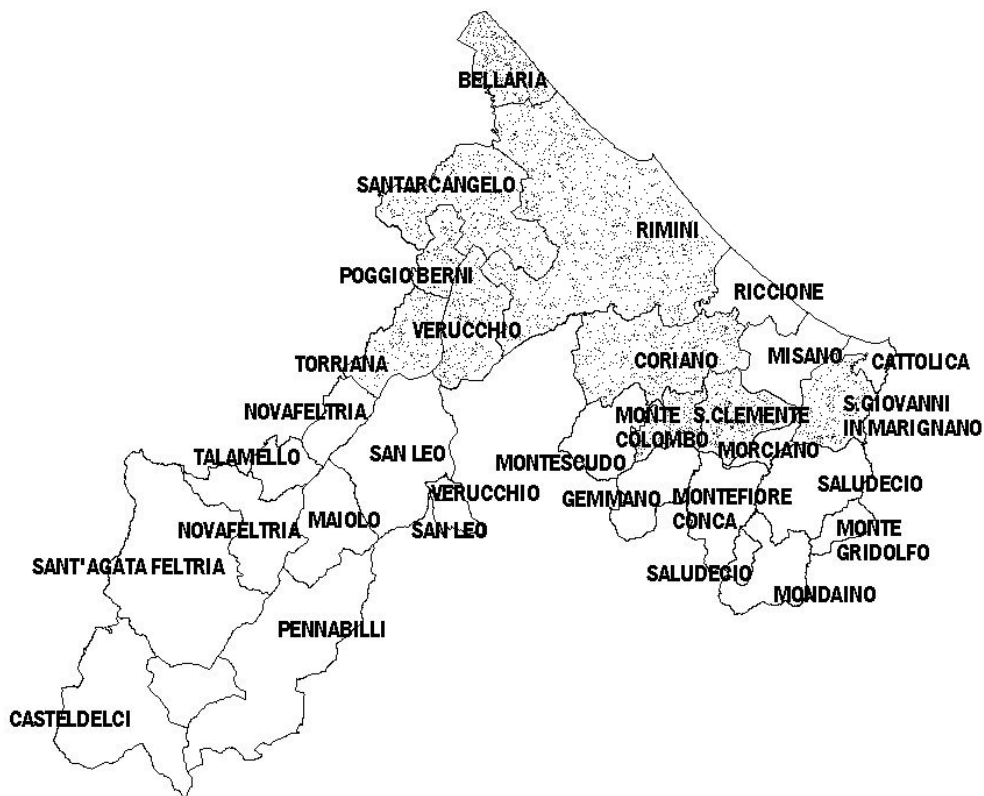 BELLARIA
SANTARCANGELO
RIMINI
POGGIO BERNI
RICCIONE
VERUCCHIO
TORRIANA
CORIANO
MISANO
CATTOLICA
NOVAFELTRIA
MONTE
COLOMBO
S.CLEMENTE
S.GIOVANNI
IN MARIGNANO
TALAMELLO
SAN LEO
MORCIANO
MONTESCUDO
SALUDECIO
VERUCCHIO
GEMMANO
MONTEFIORE
CONCA
NOVAFELTRIA
MAIOLO
SAN LEO
MONTE
GRIDOLFO
SANT'AGATA FELTRIA
SALUDECIO
MONDAINO
PENNABILLI
CASTELDELCI